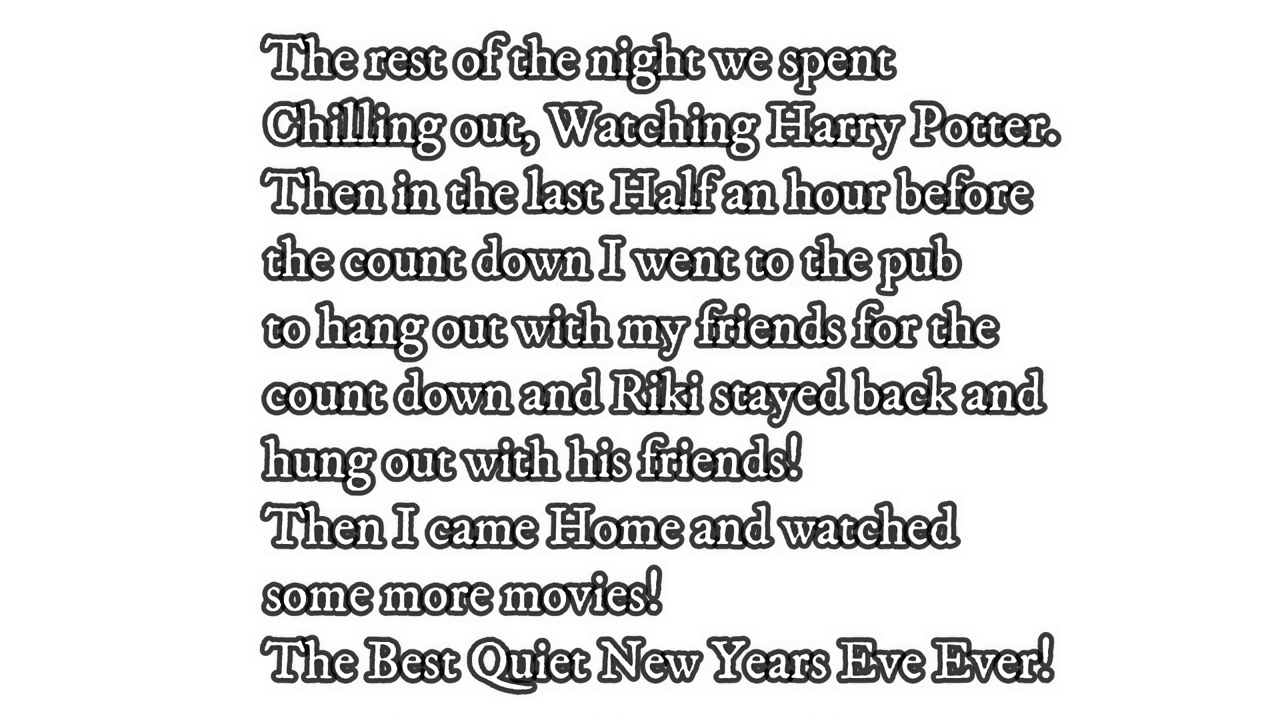 The rest of the night we spent
Chilling out, Watching Harry Potter.
Then in the last Half an hour before
the count down I went to the pub
to hang out with my friends for the
count down and Riki stayed back and
hung out with his friends!
Then I came Home and watched
some more movies!
The Best Quiet New Years Eve Ever!